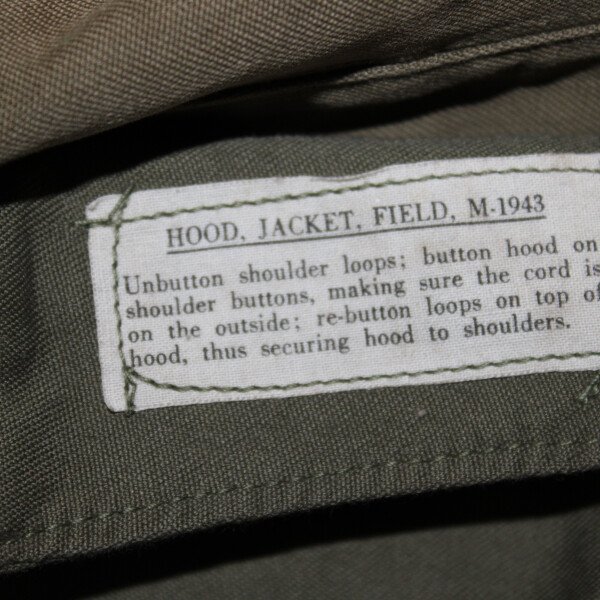 HOOD, JACKET, FIELD, M-1943
Unbutton shoulder loops; button hood on
shoulder buttons, making sure the cord is
on the outside; re-button loops on top of
hood, thus securing hood to shoulders.